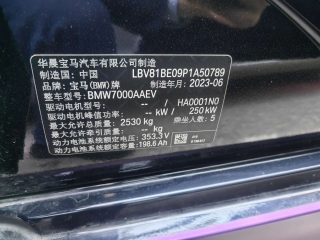 华晨宝马汽车有限公司制造
制造国：中国 LBV81BE09P1A50789
品牌：宝马(BMW)牌 制造年月：2023-06
整车型号：BMW7000AAEV
驱动电机型号： / HA0001N0
驱动电机峰值功率： / kW / 250 kW
最大允许总质量：2530 kg 乘坐人数：5
最大允许牵引质量： kg
动力电池系统额定电压：353.3 V
动力电池系统额定容量：198.6 Ah